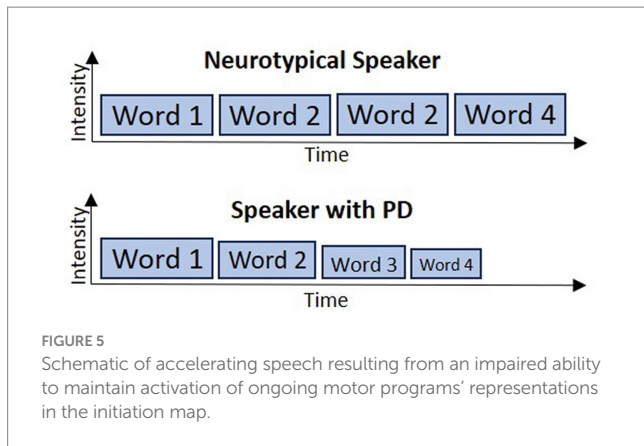 Neurotypical Speaker
Intensity
Word 1 Word 2 Word 2 Word 4
Time
Speaker with PD
Intensity
Word 1 Word 2 Word 3 Word 4
Time
FIGURE 5
Schematic of accelerating speech resulting from an impaired ability
to maintain activation of ongoing motor programs’ representations
in the initiation map.